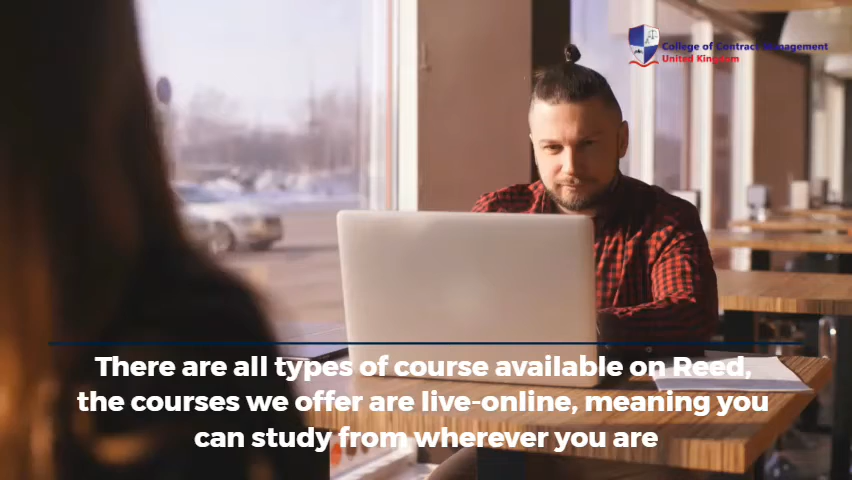 College of Contract Management
United Kingdom
There are all types of course available on Reed,
the courses we offer are live-online, meaning you
can study from wherever you are